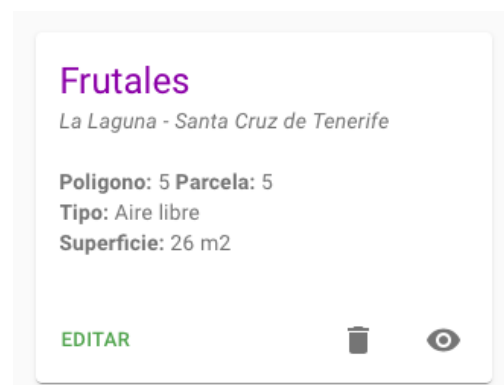 Frutales
La Laguna - Santa Cruz de Tenerife
Poligono: 5 Parcela: 5
Tipo: Aire libre
Superficie: 26 m2
EDITAR